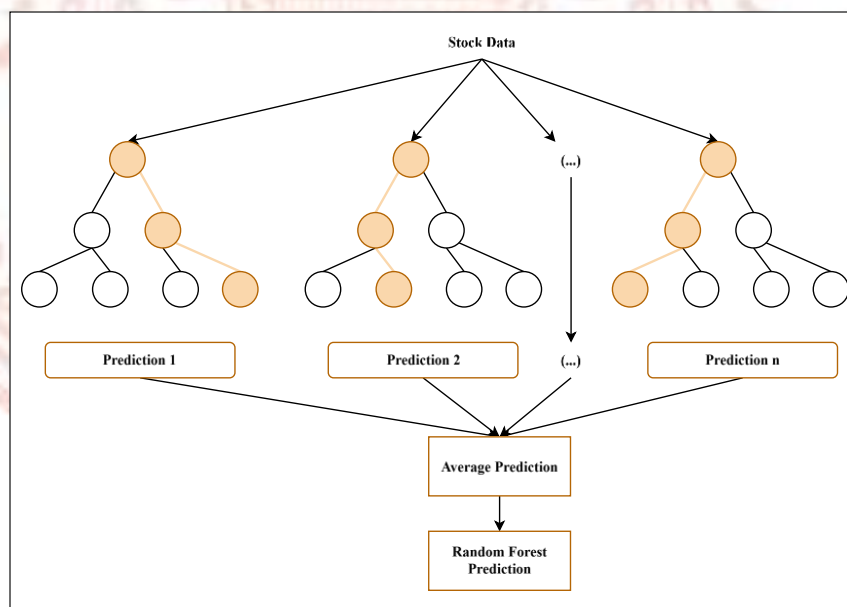 Stock Data
(...)
Prediction 1
Prediction 2
(...)
Prediction n
Average Prediction
Random Forest
Prediction